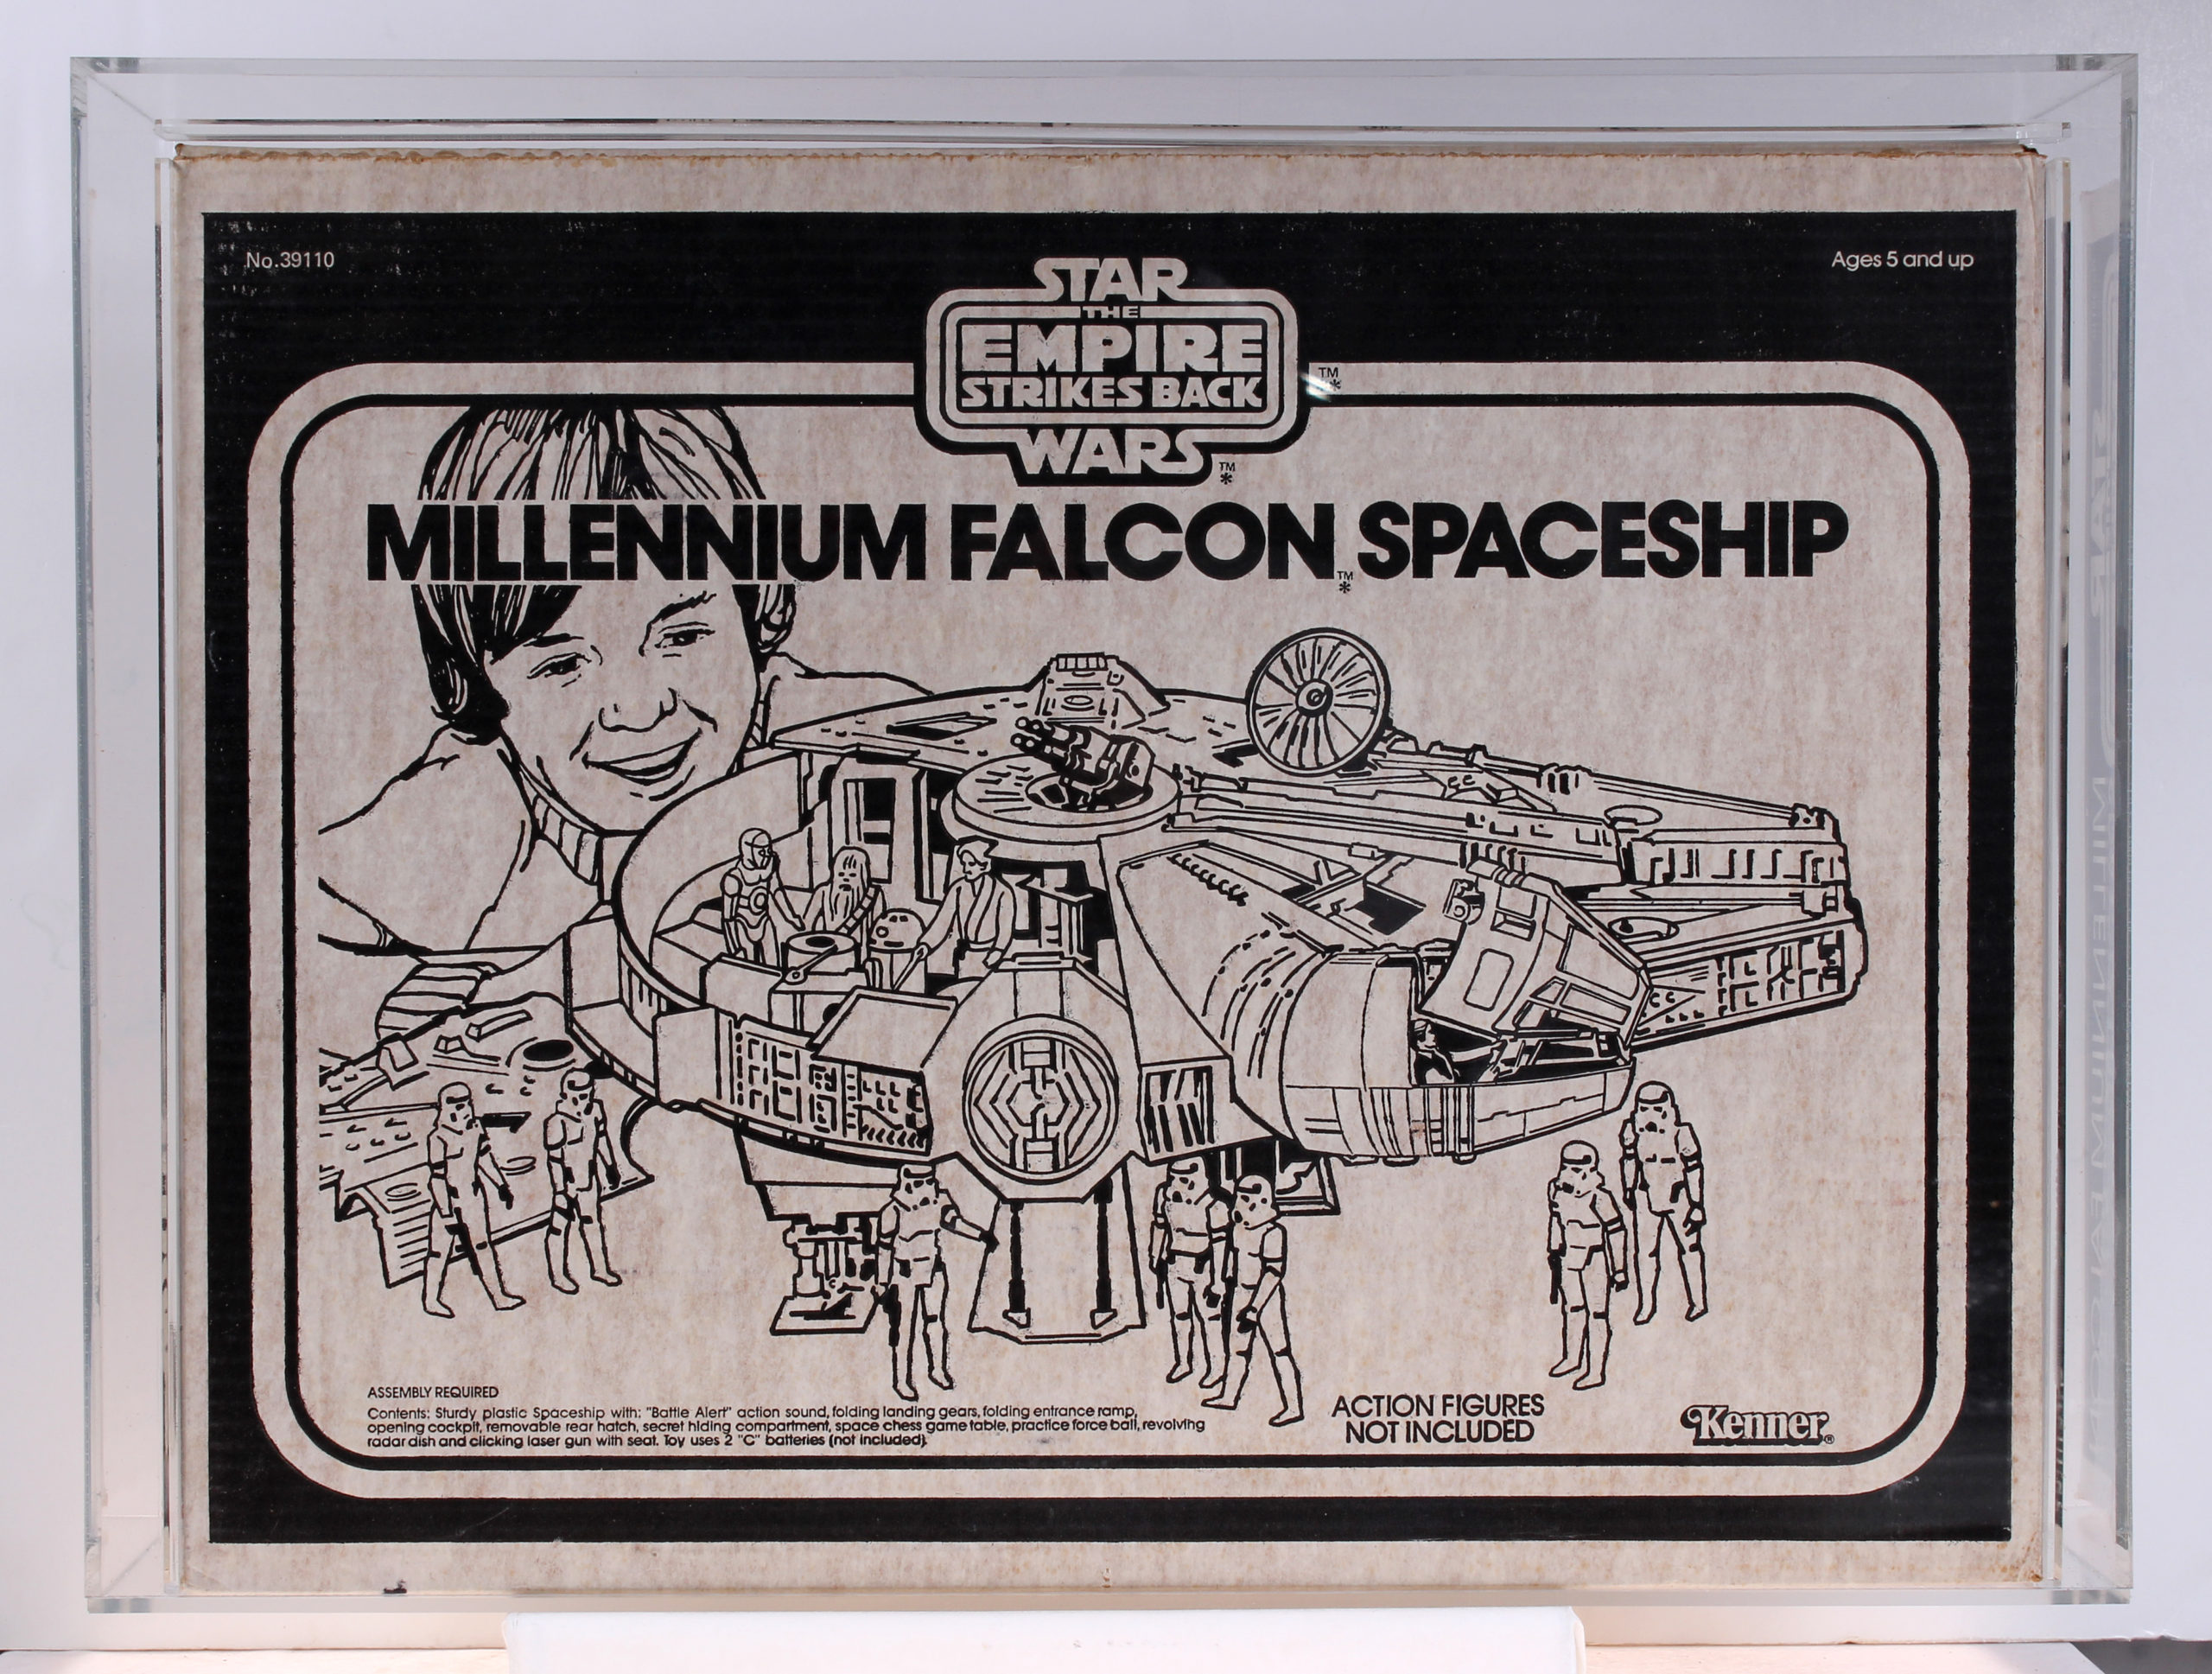 No.39110
Ages 5 and up
STAR
THE
EMPIRE
STRIKES BACK
TM
*
WARS
TM
*
MILLENNIUM FALCON SPACESHIP
TM
*
ASSEMBLY REQUIRED
Contents: Sturdy plastic Spaceship with: "Battle Alert" action sound, folding landing gears, folding entrance ramp,
opening cockpit, removable rear hatch, secret hiding compartment, space chess game table, practice force ball, revolving
radar dish and clicking laser gun with seat. Toy uses 2 "C" batteries (not included).
ACTION FIGURES
NOT INCLUDED
Kenner®